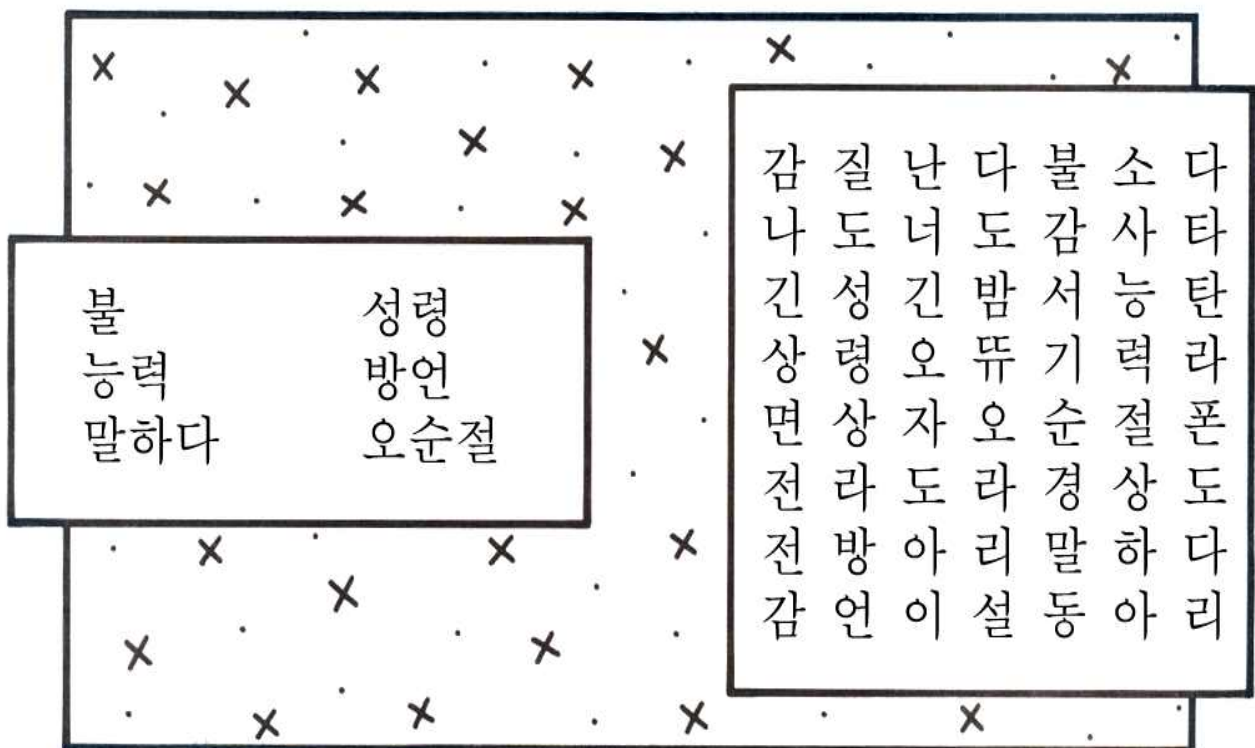 불 성령
능력 방언
말하다 오순절
감 질 난 다 불 소 다
나 도 너 도 감 사 타
긴 성 긴 밤 서 능 탄
상 령 오 뜌 기 력 라
면 상 자 오 순 절 폰
전 라 도 라 경 상 도
전 방 아 리 말 하 다
감 언 이 설 동 아 리